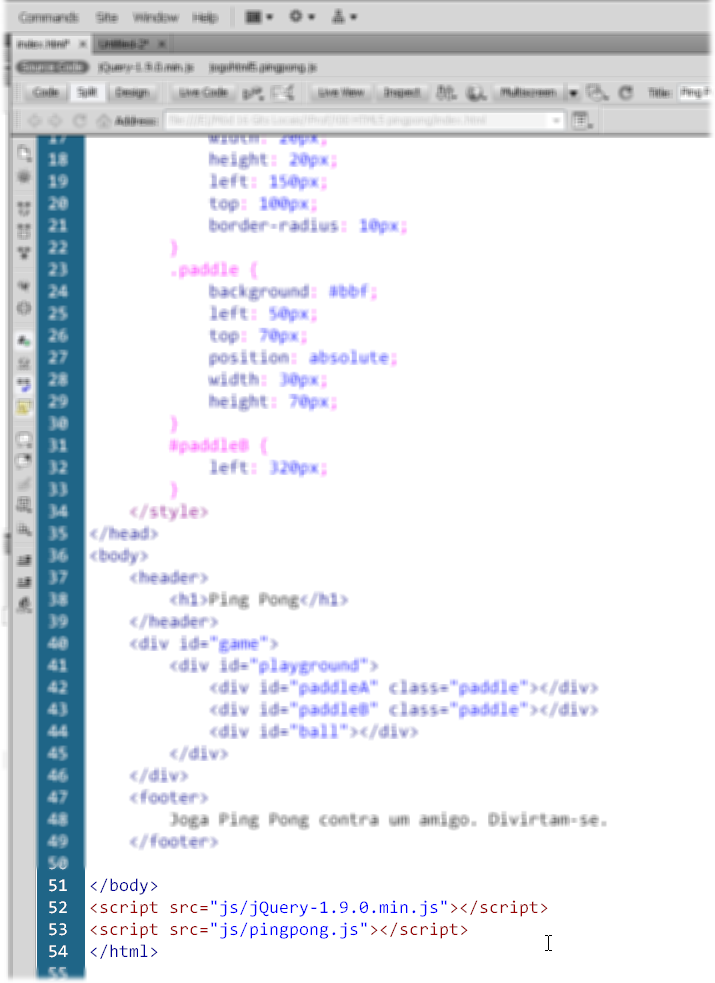 Commands Site Window Help
index.html* × Untitled-2* ×
Source Code jQuery-1.9.0.min.js
Code Split Design Live Code Live View Inspect Multiscreen Title: Ping P
Address:
17 width: 20px;
18 height: 20px;
19 left: 150px;
20 top: 100px;
21 border-radius: 10px;
22 }
23 .paddle {
24 background: #bbf;
25 left: 50px;
26 top: 70px;
27 position: absolute;
28 width: 30px;
29 height: 70px;
30 }
31 #paddleB {
32 left: 320px;
33 }
34 </style>
35 </head>
36 <body>
37 <header>
38 <h1>Ping Pong</h1>
39 </header>
40 <div id="game">
41 <div id="playground">
42 <div id="paddleA" class="paddle"></div>
43 <div id="paddleB" class="paddle"></div>
44 <div id="ball"></div>
45 </div>
46 </div>
47 <footer>
48 Joga Ping Pong contra um amigo. Divirtam-se.
49 </footer>
50
51 </body>
52 <script src="js/jQuery-1.9.0.min.js"></script>
53 <script src="js/pingpong.js"></script>
54 </html>
55